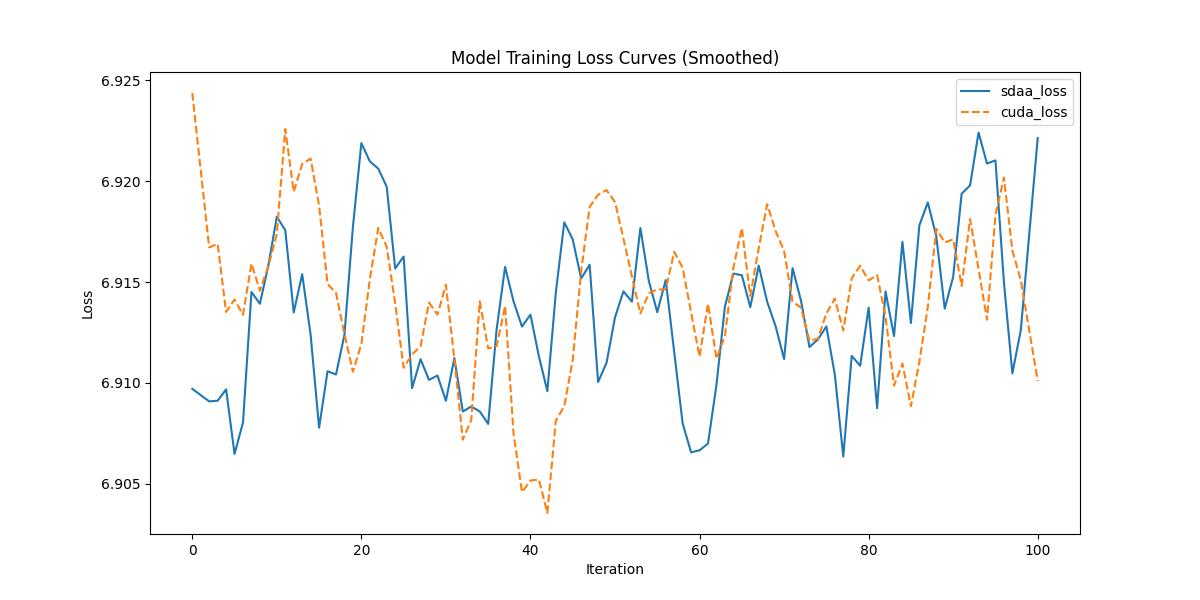 Model Training Loss Curves (Smoothed)
6.925
6.920
6.915
6.910
6.905
Loss
sdaa_loss
cuda_loss
0 20 40 60 80 100
Iteration